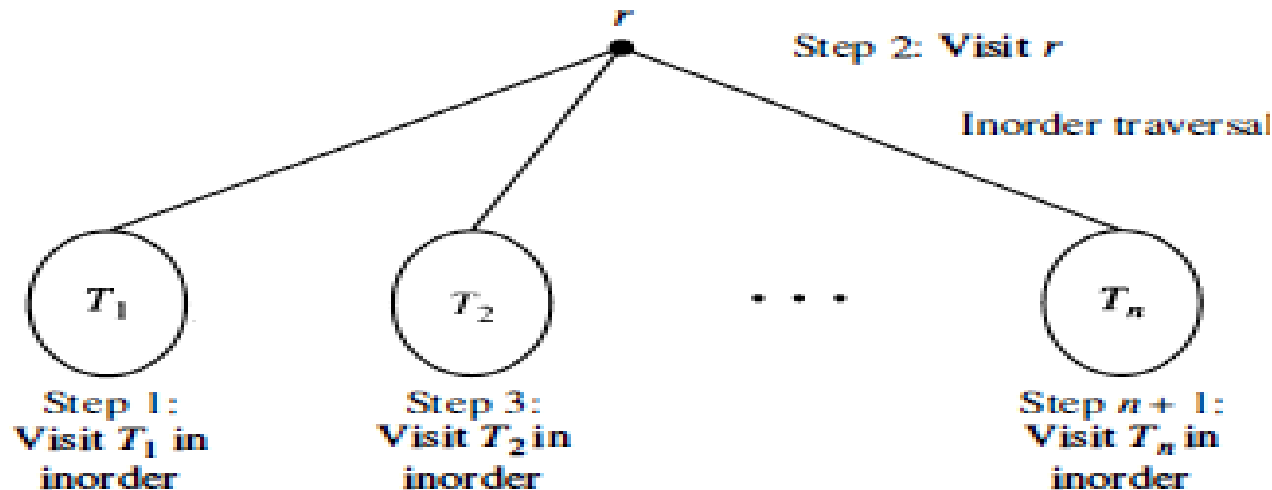 r
Step 2: Visit r
Inorder traversal
T₁
T₂
• • •
Tₙ
Step 1:
Visit T₁ in
inorder
Step 3:
Visit T₂ in
inorder
Step n + 1:
Visit Tₙ in
inorder